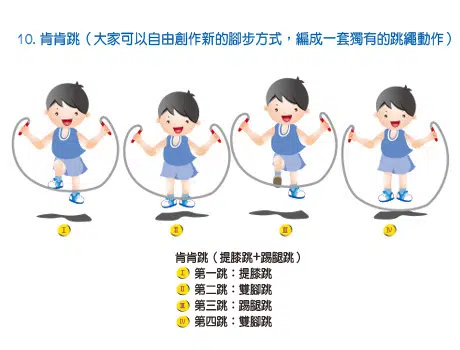 10. 肯肯跳（大家可以自由創作新的腳步方式，編成一套獨有的跳繩動作）
I II III IV
肯肯跳（提膝跳+踢腿跳）
I 第一跳：提膝跳
II 第二跳：雙腳跳
III 第三跳：踢腿跳
IV 第四跳：雙腳跳